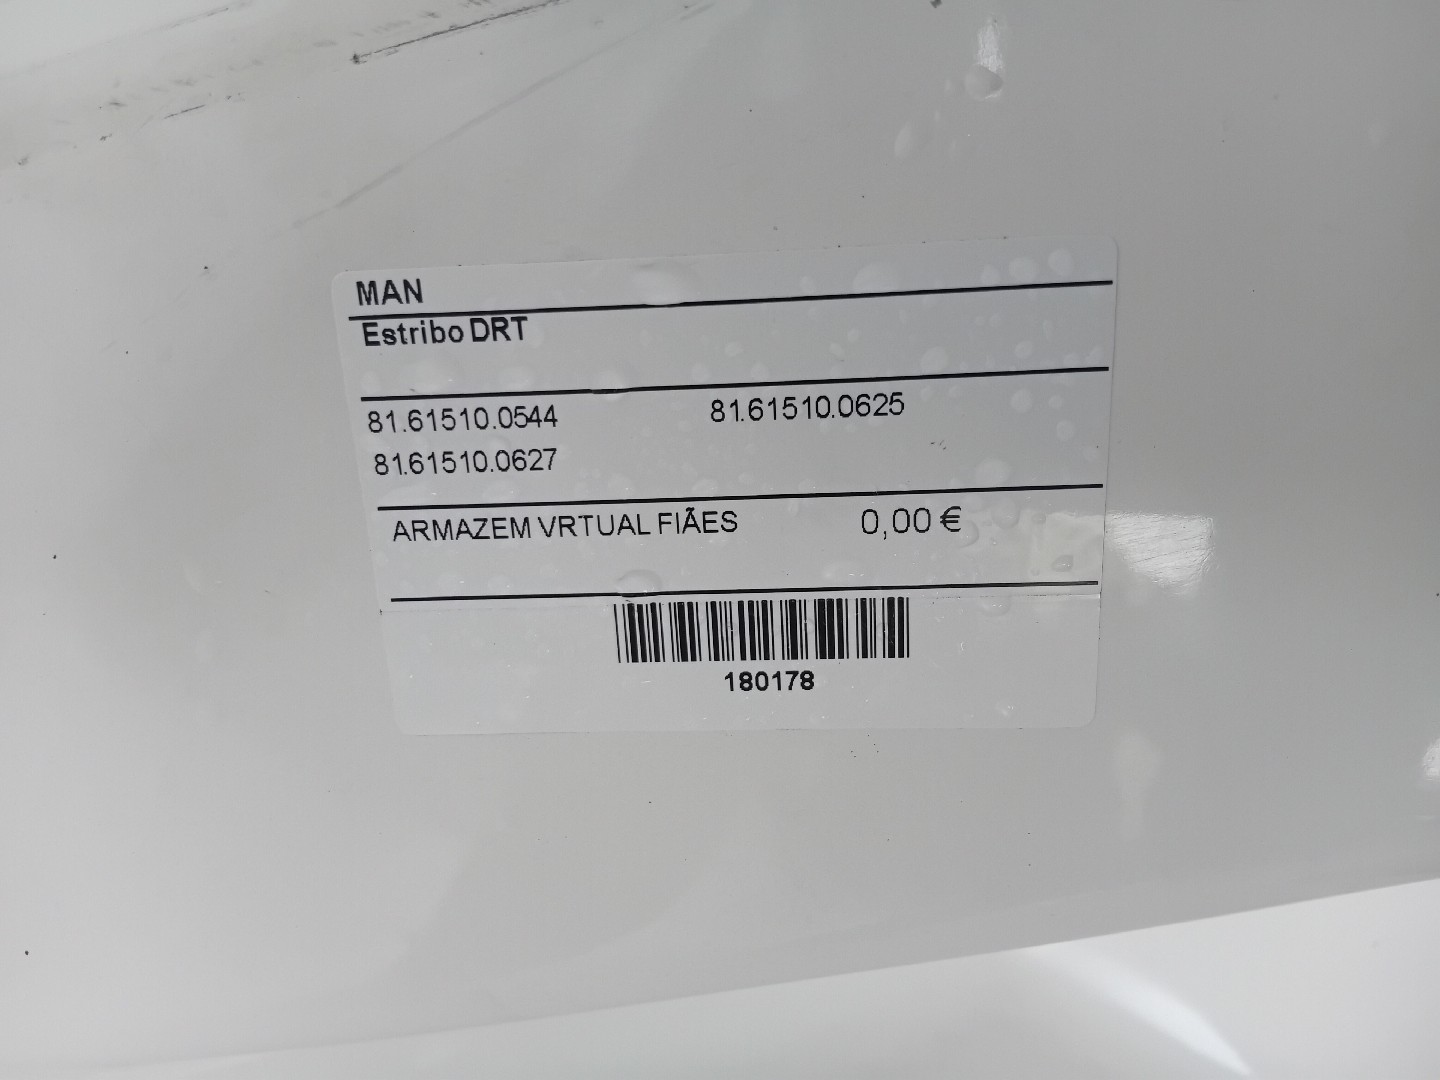 MAN
Estribo DRT
81.61510.0544 81.61510.0625
81.61510.0627
ARMAZEM VRTUAL FIÃES 0,00 €
180178